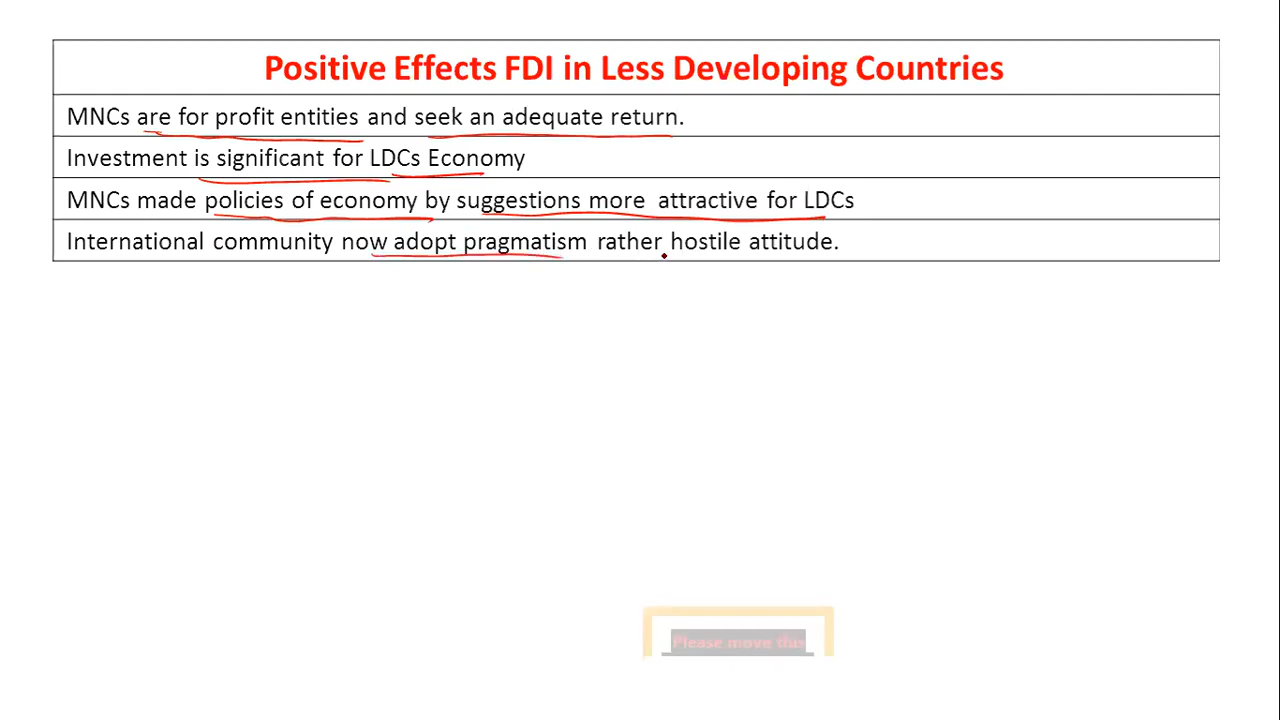 Positive Effects FDI in Less Developing Countries
MNCs are for profit entities and seek an adequate return.
Investment is significant for LDCs Economy
MNCs made policies of economy by suggestions more attractive for LDCs
International community now adopt pragmatism rather hostile attitude.
Please move